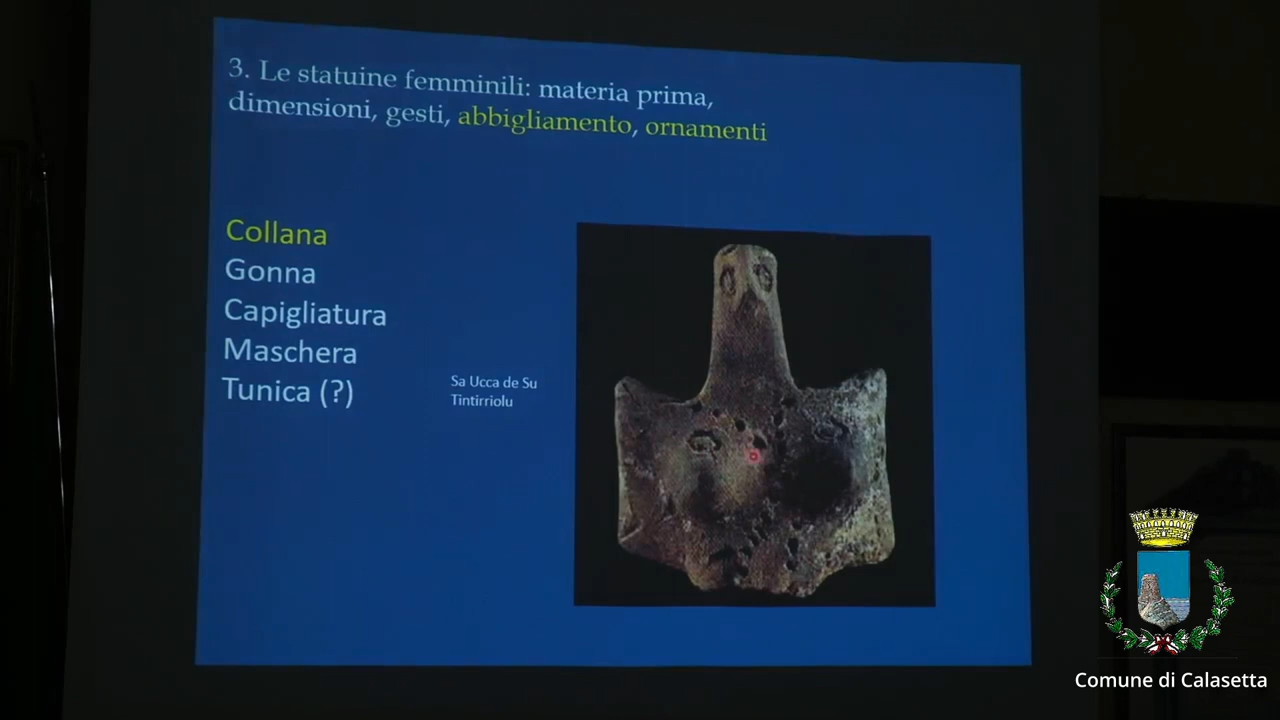 3. Le statuine femminili: materia prima,
dimensioni, gesti, abbigliamento, ornamenti
Collana
Gonna
Capigliatura
Maschera
Tunica (?)
Sa Ucca de Su
Tintirriolu
Comune di Calasetta